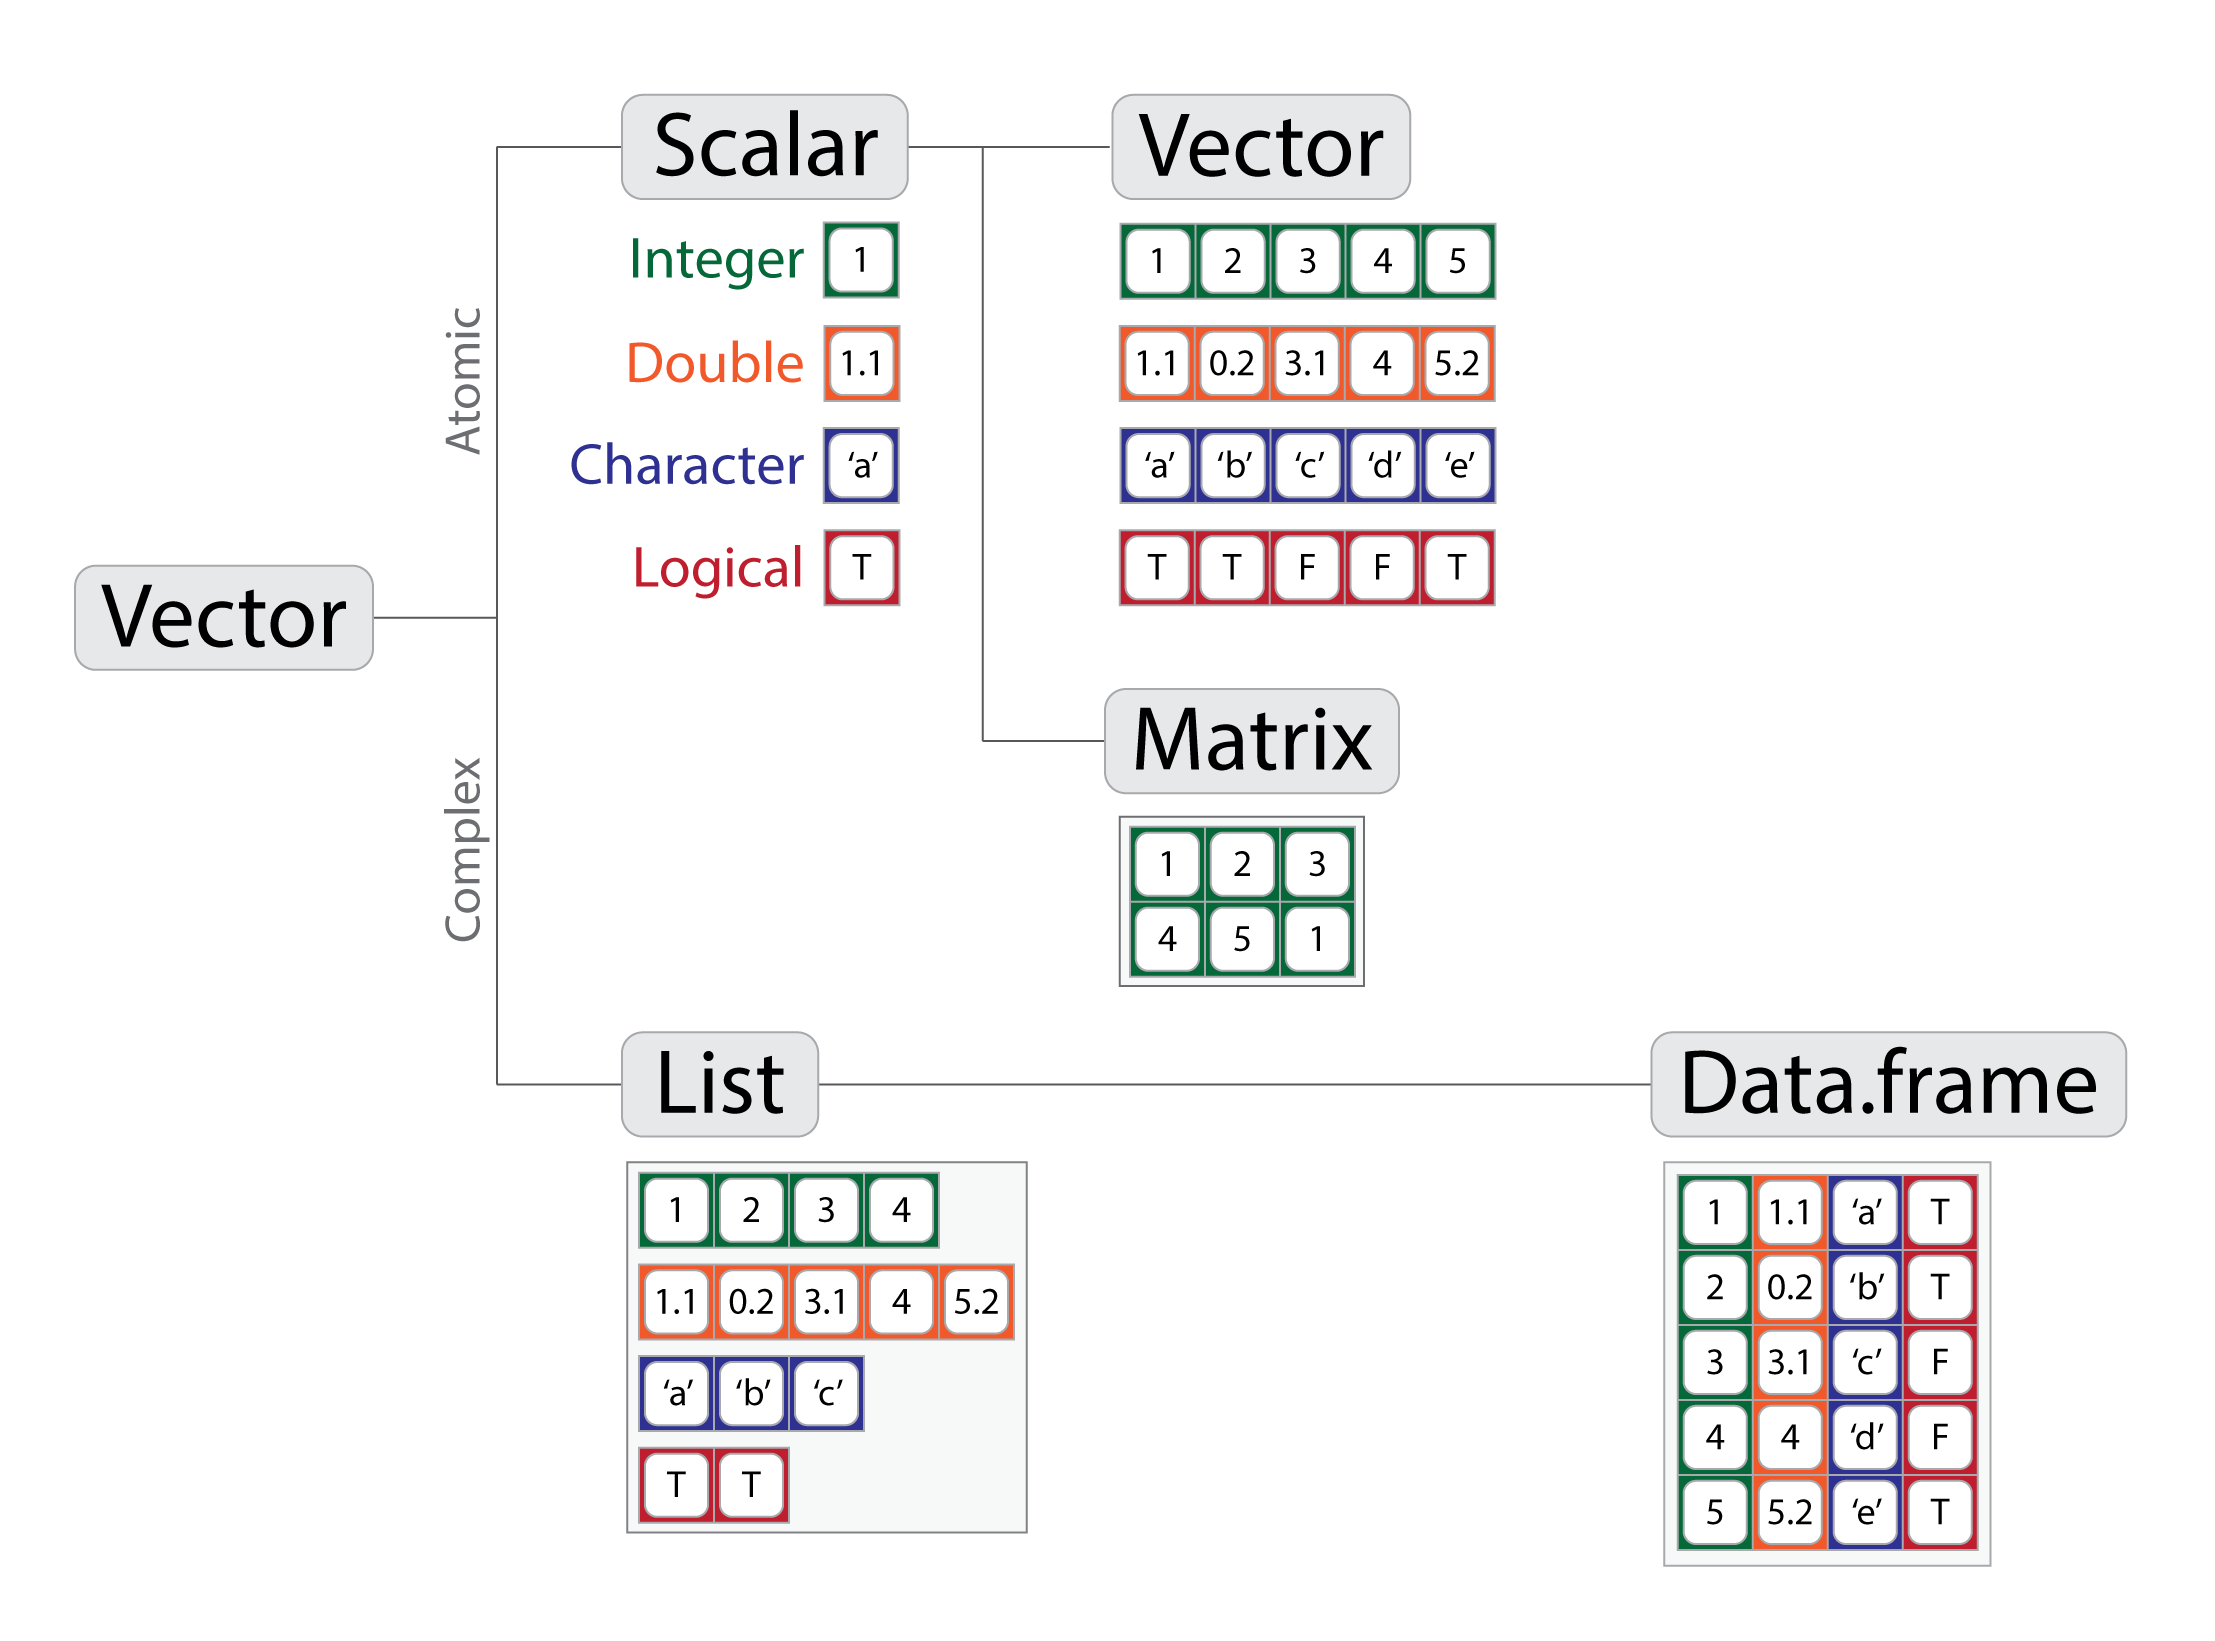 Scalar
Vector
Integer 1
1 2 3 4 5
Double 1.1
1.1 0.2 3.1 4 5.2
Character ‘a’
‘a’ ‘b’ ‘c’ ‘d’ ‘e’
Logical T
T T F F T
Atomic
Vector
Complex
Matrix
1 2 3
4 5 1
List
1 2 3 4
1.1 0.2 3.1 4 5.2
‘a’ ‘b’ ‘c’
T T
Data.frame
1 1.1 ‘a’ T
2 0.2 ‘b’ T
3 3.1 ‘c’ F
4 4 ‘d’ F
5 5.2 ‘e’ T